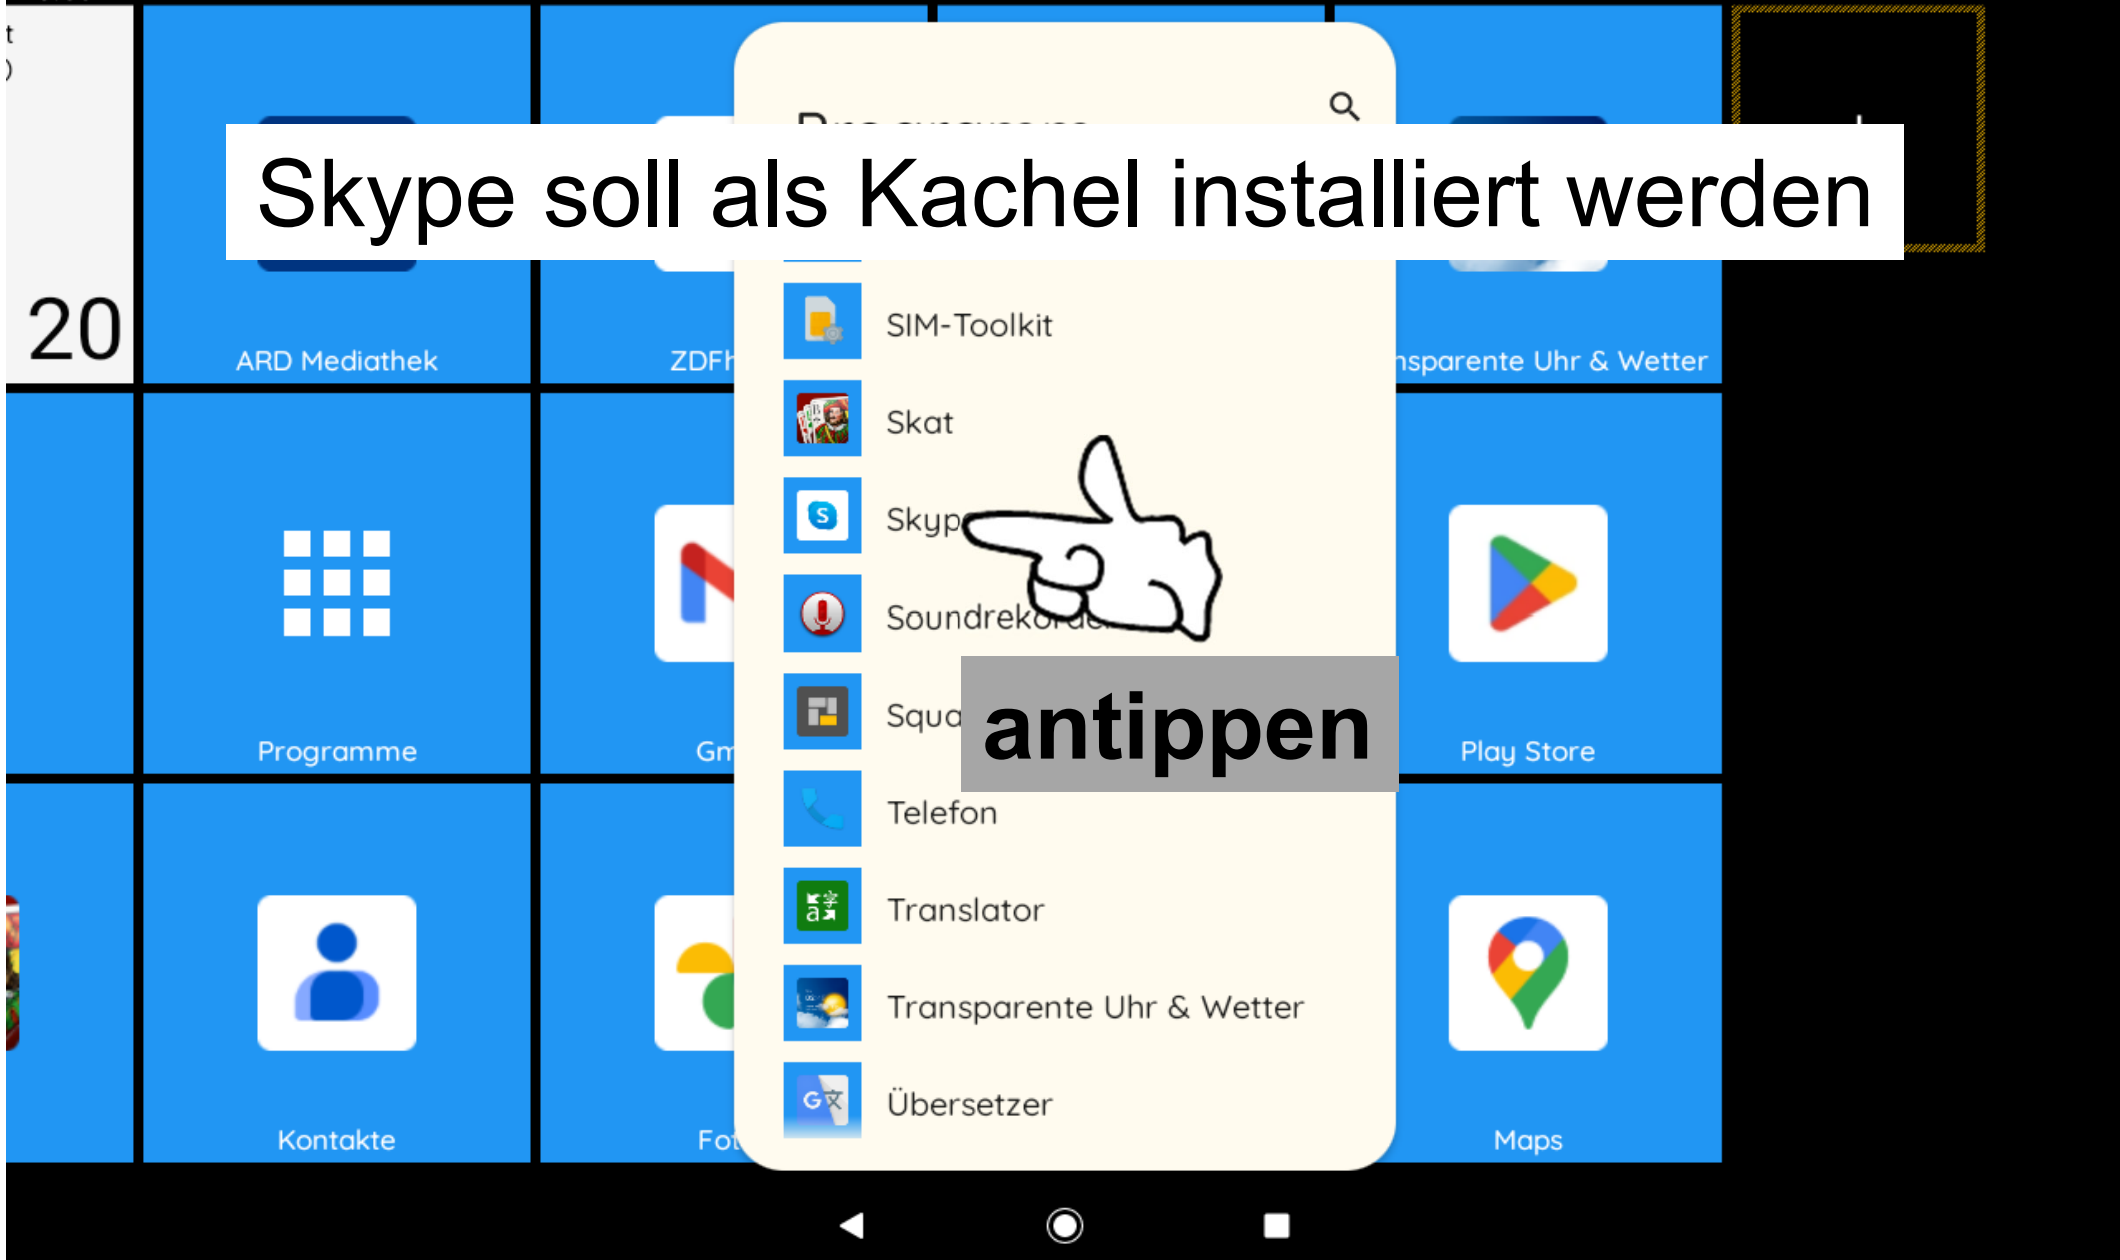 Skype soll als Kachel installiert werden
20
ARD Mediathek
SIM-Toolkit
Uhr & Wetter
Skat
Soundrekorder
Programme
antippen
Play Store
Telefon
Translator
Transparente Uhr & Wetter
Übersetzer
Kontakte
Maps